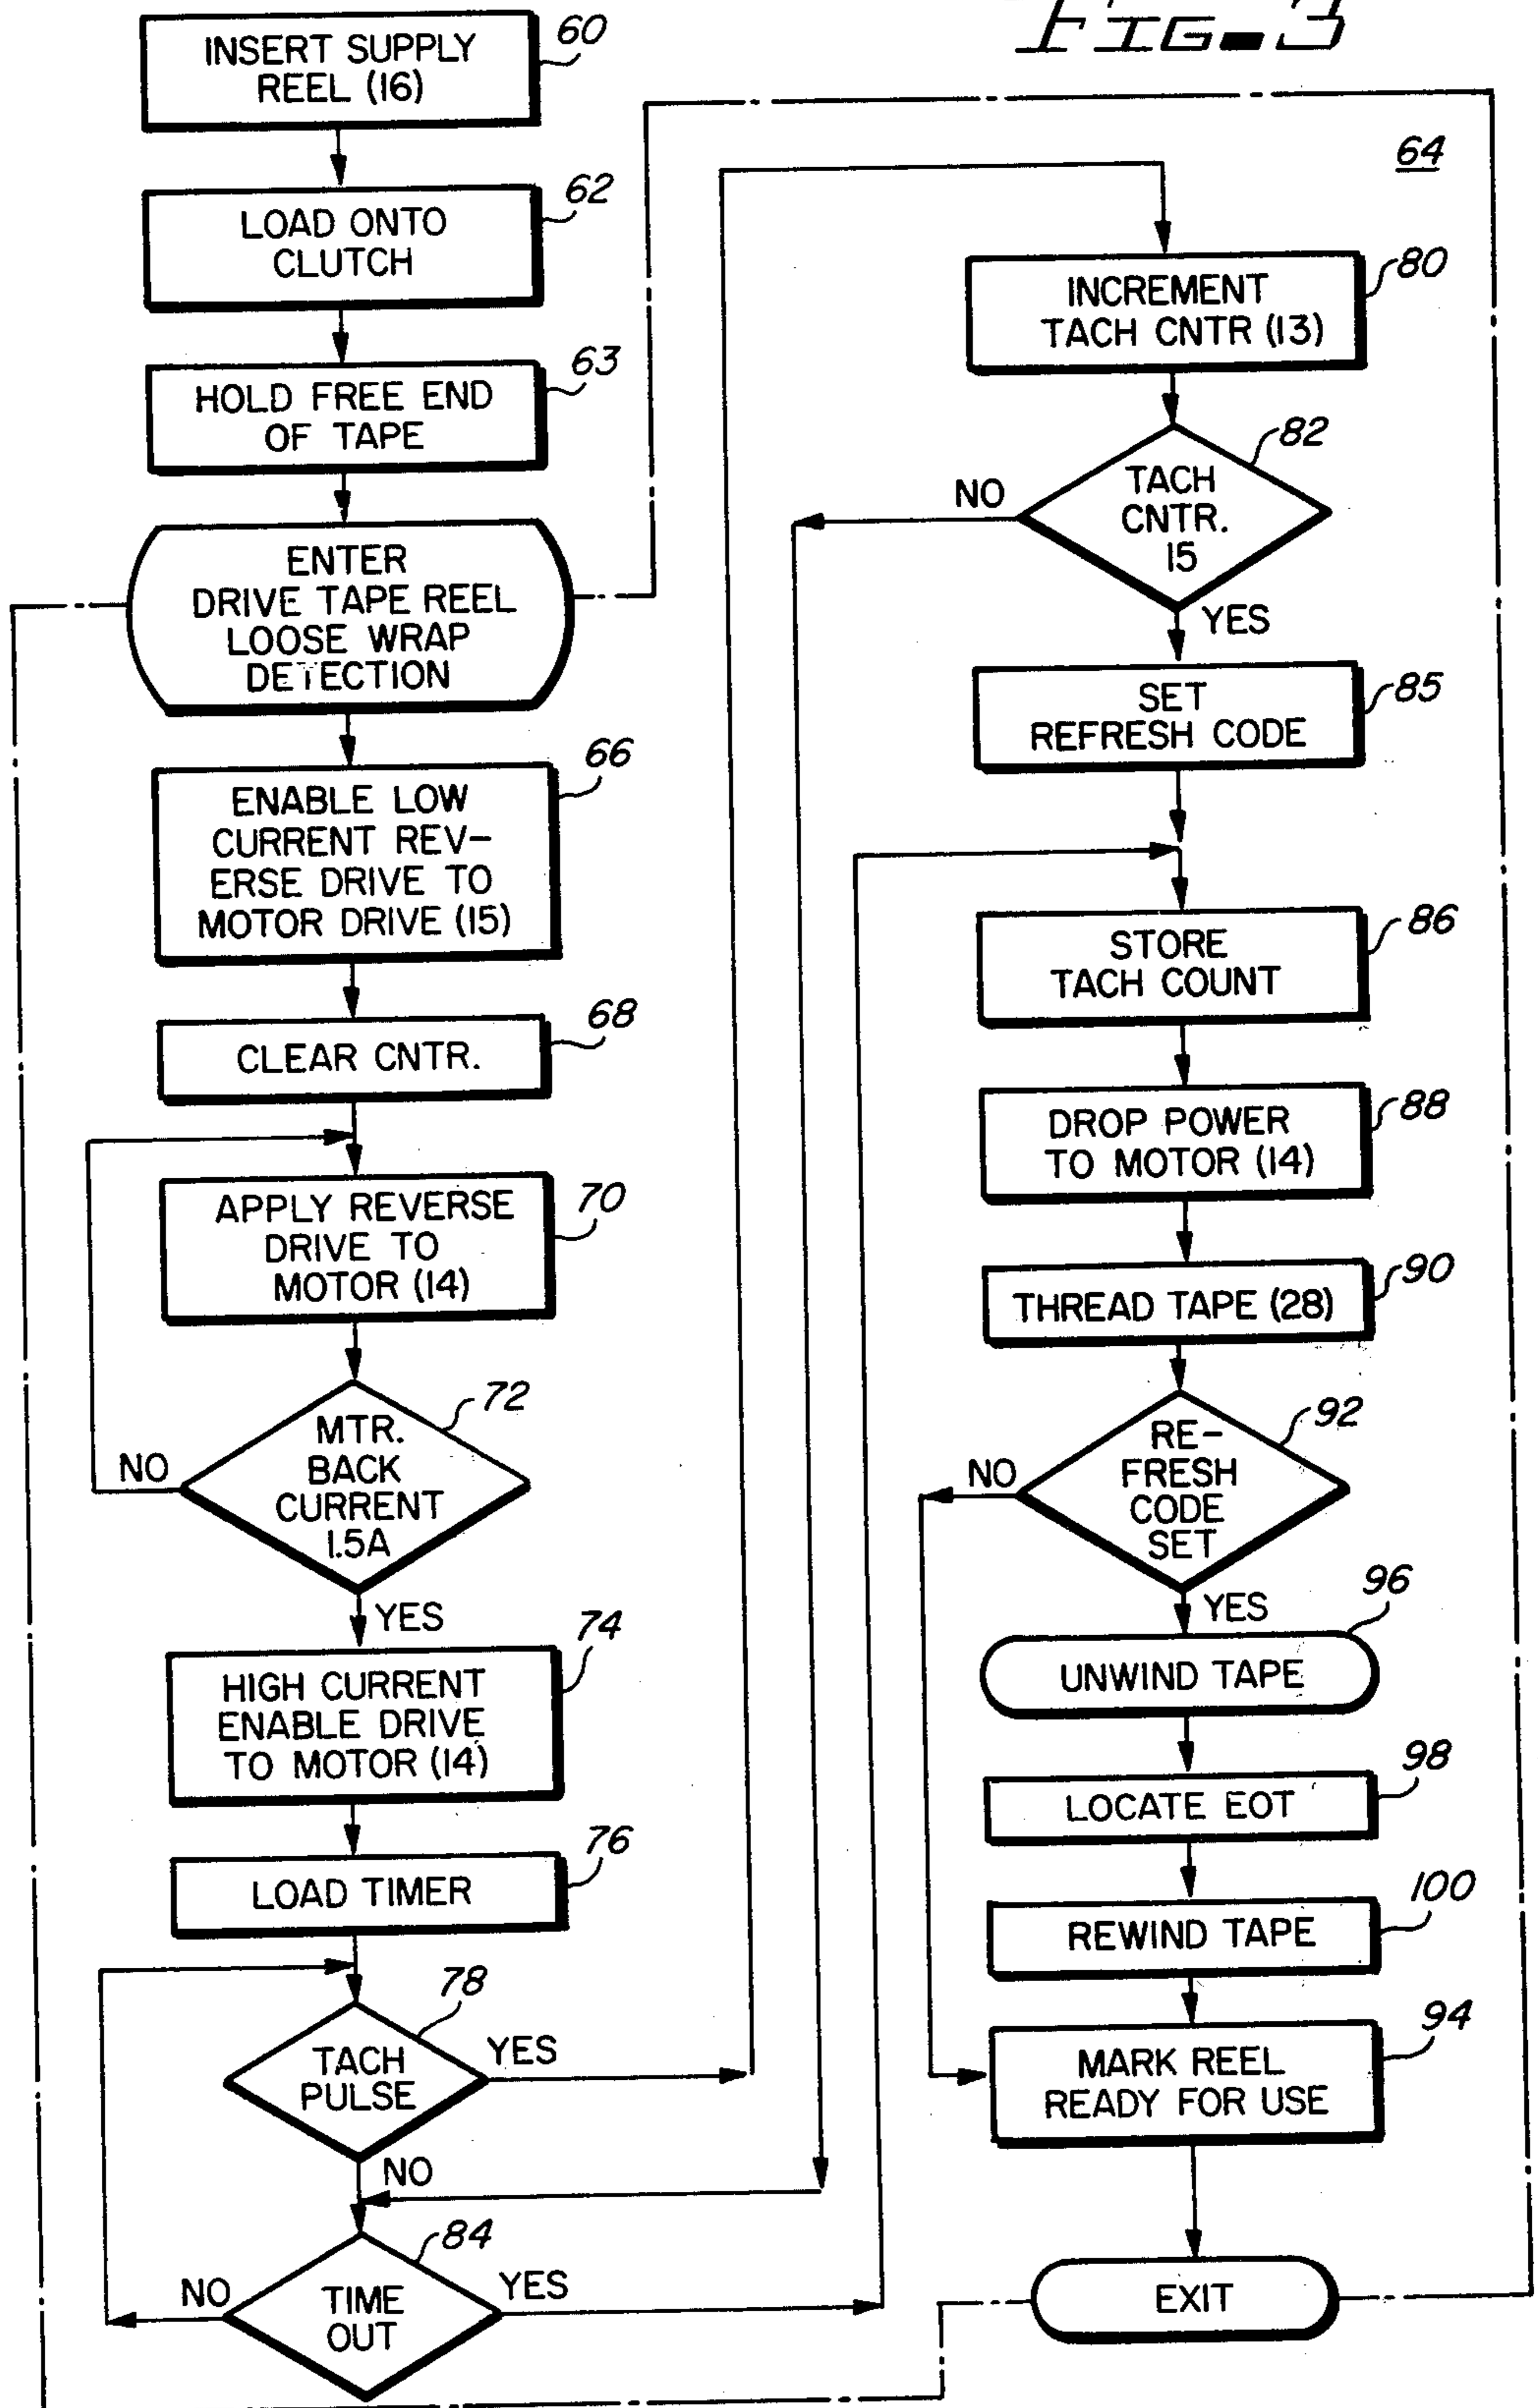 FIG. 3
INSERT SUPPLY
REEL (16)
60
LOAD ONTO
CLUTCH
62
HOLD FREE END
OF TAPE
63
ENTER
DRIVE TAPE REEL
LOOSE WRAP
DETECTION
ENABLE LOW
CURRENT REV-
ERSE DRIVE TO
MOTOR DRIVE (15)
66
CLEAR CNTR.
68
APPLY REVERSE
DRIVE TO
MOTOR (14)
70
MTR.
BACK
CURRENT
1.5A
72
NO
YES
HIGH CURRENT
ENABLE DRIVE
TO MOTOR (14)
74
LOAD TIMER
76
TACH
PULSE
78
YES
NO
TIME
OUT
84
NO
YES
64
INCREMENT
TACH CNTR (13)
80
TACH
CNTR.
15
82
NO
YES
SET
REFRESH CODE
85
STORE
TACH COUNT
86
DROP POWER
TO MOTOR (14)
88
THREAD TAPE (28)
90
RE-
FRESH
CODE
SET
92
NO
YES
UNWIND TAPE
96
LOCATE EOT
98
REWIND TAPE
100
MARK REEL
READY FOR USE
94
EXIT